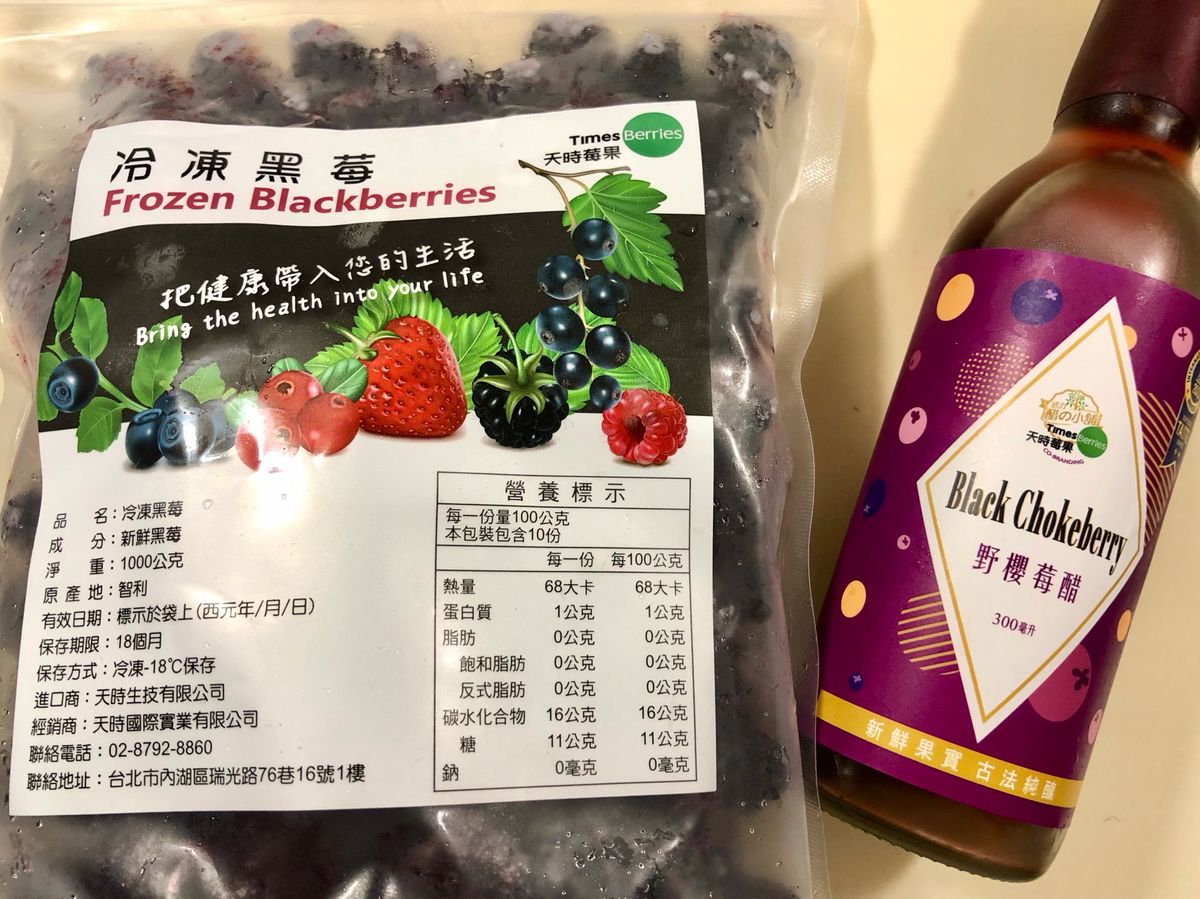 冷凍黑莓
Frozen Blackberries
Times Berries
天時莓果
把健康帶入您的生活
Bring the health into your life
品 名：冷凍黑莓
成 分：新鮮黑莓
淨 重：1000公克
原產地：智利
有效日期：標示於袋上(西元年/月/日)
保存期限：18個月
保存方式：冷凍-18℃保存
進口商：天時生技有限公司
經銷商：天時國際實業有限公司
聯絡電話：02-8792-8860
聯絡地址：台北市內湖區瑞光路76巷16號1樓
營養標示
每一份量100公克
本包裝包含10份
每一份 每100公克
熱量 68大卡 68大卡
蛋白質 1公克 1公克
脂肪 0公克 0公克
飽和脂肪 0公克 0公克
反式脂肪 0公克 0公克
碳水化合物 16公克 16公克
糖 11公克 11公克
鈉 0毫克 0毫克
醋の小舖
Times Berries
天時莓果
CO-BRANDING
Black Chokeberry
野櫻莓醋
300毫升
新鮮果實 古法純釀